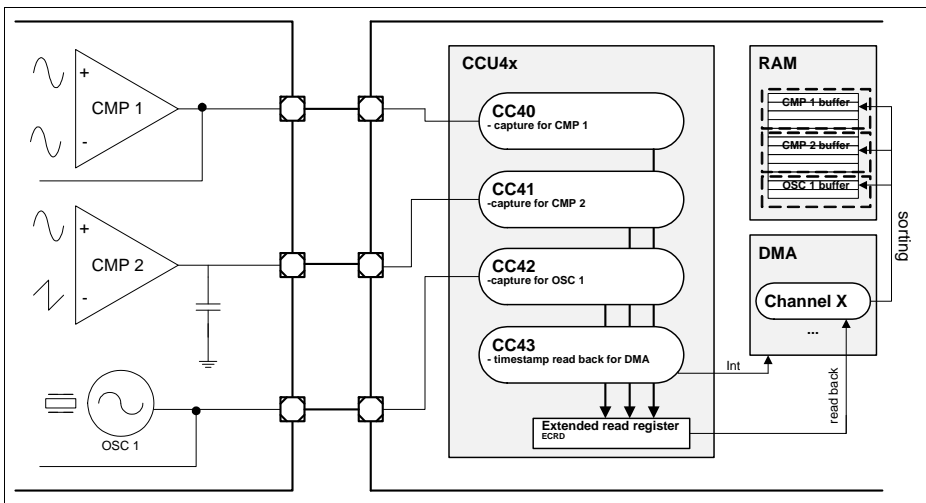 +
CMP 1
-
+
CMP 2
-
OSC 1
CCU4x
CC40
- capture for CMP 1
CC41
-capture for CMP 2
CC42
-capture for OSC 1
CC43
- timestamp read back for DMA
Extended read register
ECRD
Int
read back
RAM
CMP 1 buffer
CMP 2 buffer
OSC 1 buffer
sorting
DMA
Channel X
...